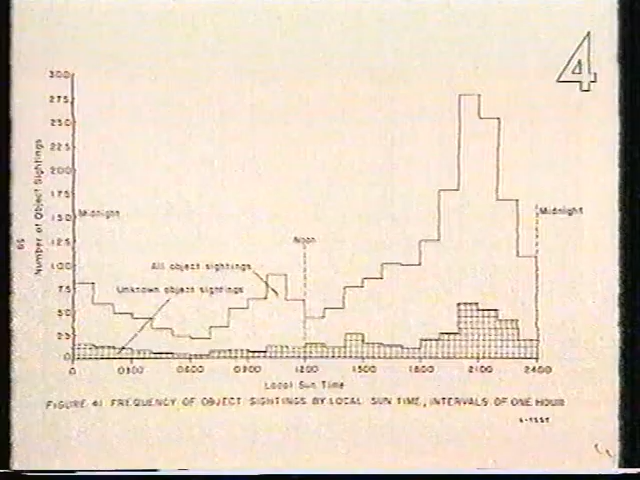 4
300
275
250
225
200
175
150
125
100
75
50
25
0
Number of Object Sightings
Midnight
Noon
Midnight
All object sightings
Unknown object sightings
0
0300
0600
0900
1200
1500
1800
2100
2400
Local Sun Time
FIGURE 41 FREQUENCY OF OBJECT SIGHTINGS BY LOCAL SUN TIME, INTERVALS OF ONE HOUR